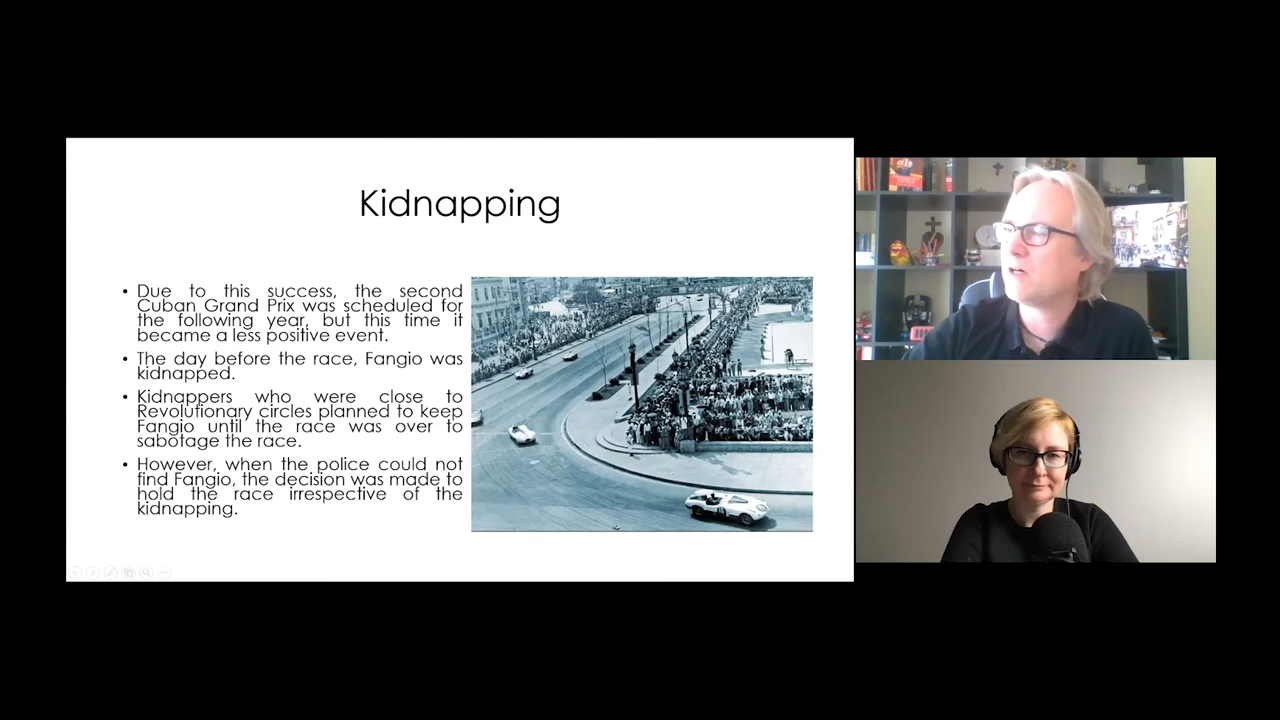 Kidnapping
• Due to this success, the second
Cuban Grand Prix was scheduled for
the following year, but this time it
became a less positive event.
• The day before the race, Fangio was
kidnapped.
• Kidnappers who were close to
Revolutionary circles planned to keep
Fangio until the race was over to
sabotage the race.
• However, when the police could not
find Fangio, the decision was made to
hold the race irrespective of the
kidnapping.